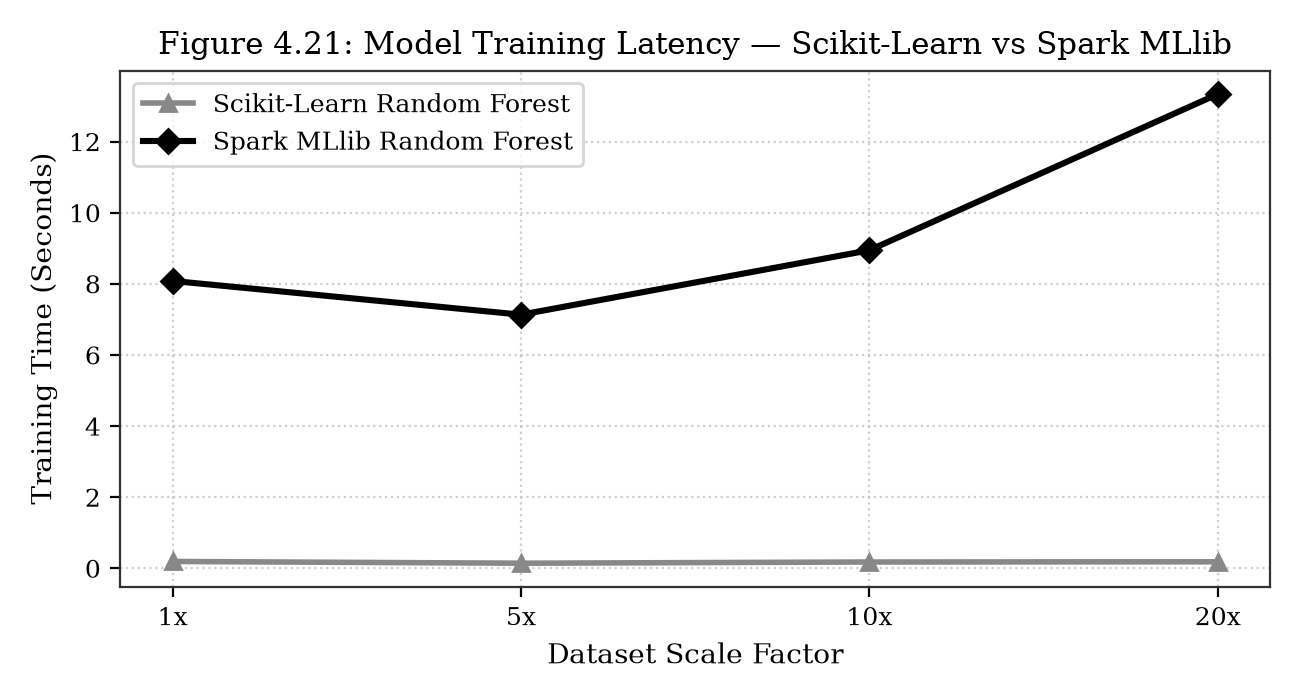 Figure 4.21: Model Training Latency — Scikit-Learn vs Spark MLlib
Scikit-Learn Random Forest
Spark MLlib Random Forest
Training Time (Seconds)
12
10
8
6
4
2
0
1x 5x 10x 20x
Dataset Scale Factor